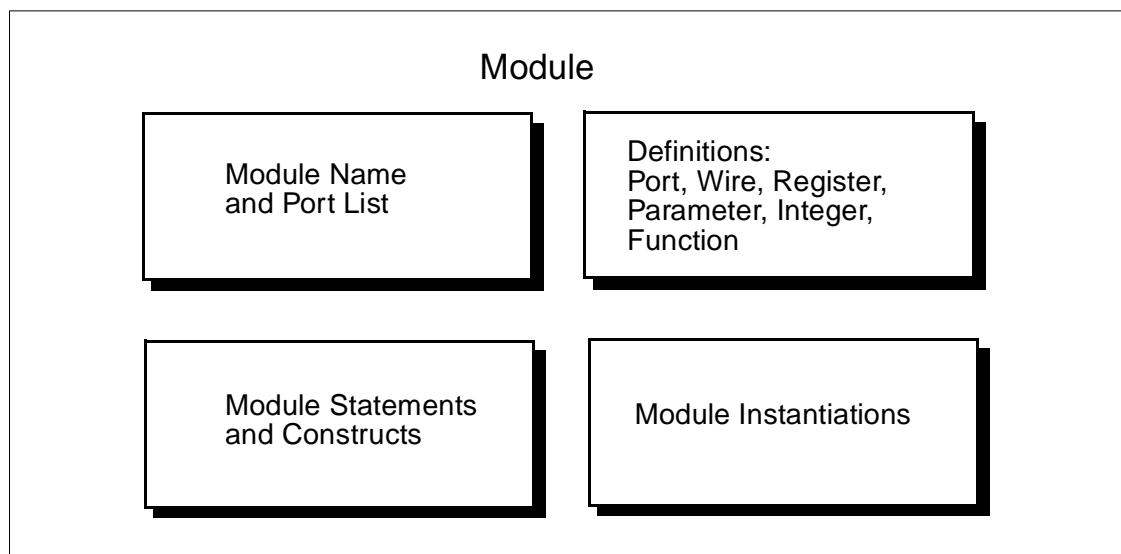 Module
Module Name
and Port List
Definitions:
Port, Wire, Register,
Parameter, Integer,
Function
Module Statements
and Constructs
Module Instantiations